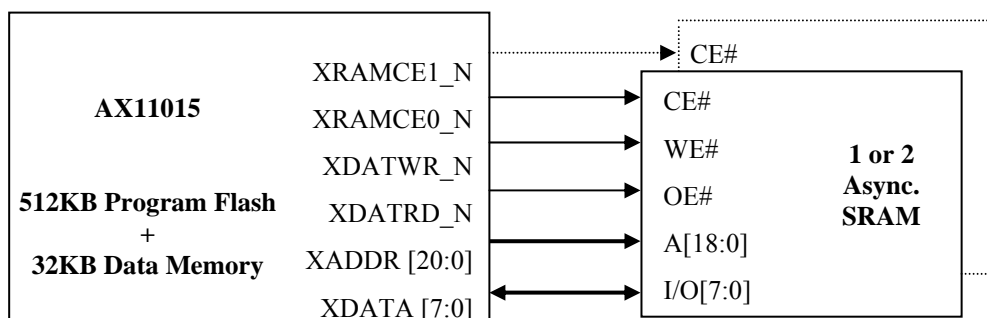 AX11015
512KB Program Flash
+
32KB Data Memory
XRAMCE1_N
XRAMCE0_N
XDATWR_N
XDATRD_N
XADDR [20:0]
XDATA [7:0]
CE#
CE#
WE#
OE#
A[18:0]
I/O[7:0]
1 or 2
Async.
SRAM